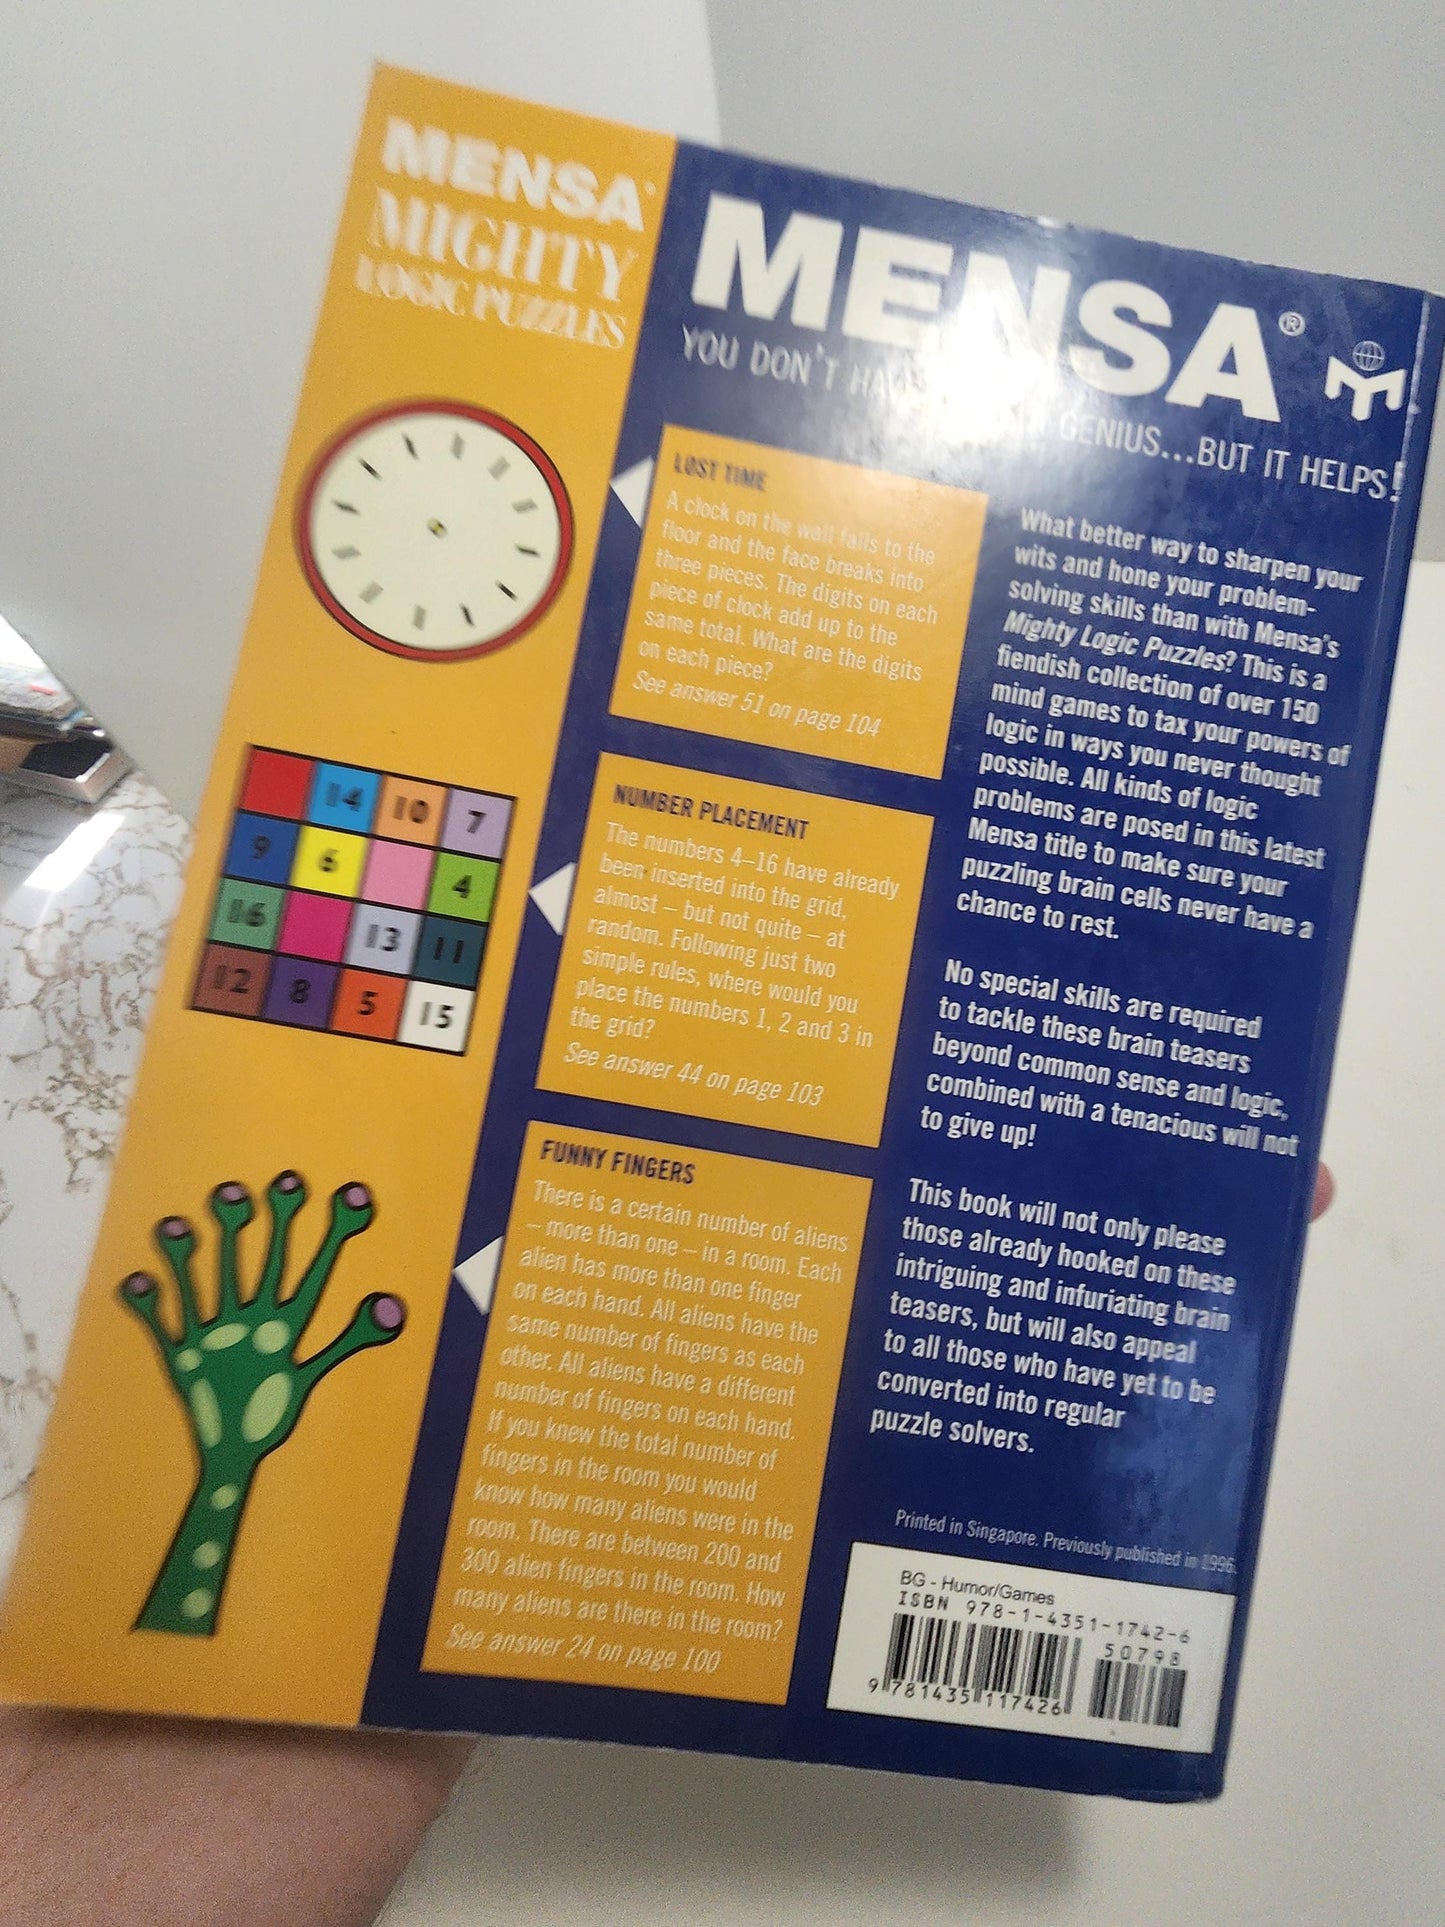 MENSA®
MIGHTY
LOGIC PUZZLES
14 10 7
9 6 4
16 13 11
12 8 5 15
MENSA®
YOU DON'T HAVE GENIUS...BUT IT HELPS!
LOST TIME
A clock on the wall falls to the
floor and the face breaks into
three pieces. The digits on each
piece of clock add up to the
same total. What are the digits
on each piece?
See answer 51 on page 104
NUMBER PLACEMENT
The numbers 4–16 have already
been inserted into the grid,
almost – but not quite – at
random. Following just two
simple rules, where would you
place the numbers 1, 2 and 3 in
the grid?
See answer 44 on page 103
FUNNY FINGERS
There is a certain number of aliens
– more than one – in a room. Each
alien has more than one finger
on each hand. All aliens have the
same number of fingers as each
other. All aliens have a different
number of fingers on each hand.
If you knew the total number of
fingers in the room you would
know how many aliens were in the
room. There are between 200 and
300 alien fingers in the room. How
many aliens are there in the room?
See answer 24 on page 100
What better way to sharpen your
wits and hone your problem-
solving skills than with Mensa's
Mighty Logic Puzzles? This is a
fiendish collection of over 150
mind games to tax your powers of
logic in ways you never thought
possible. All kinds of logic
problems are posed in this latest
Mensa title to make sure your
puzzling brain cells never have a
chance to rest.
No special skills are required
to tackle these brain teasers
beyond common sense and logic,
combined with a tenacious will not
to give up!
This book will not only please
those already hooked on these
intriguing and infuriating brain
teasers, but will also appeal
to all those who have yet to be
converted into regular
puzzle solvers.
Printed in Singapore. Previously published in 1996.
BG - Humor/Games
ISBN 978-1-4351-1742-6
50798
9 781435 117426